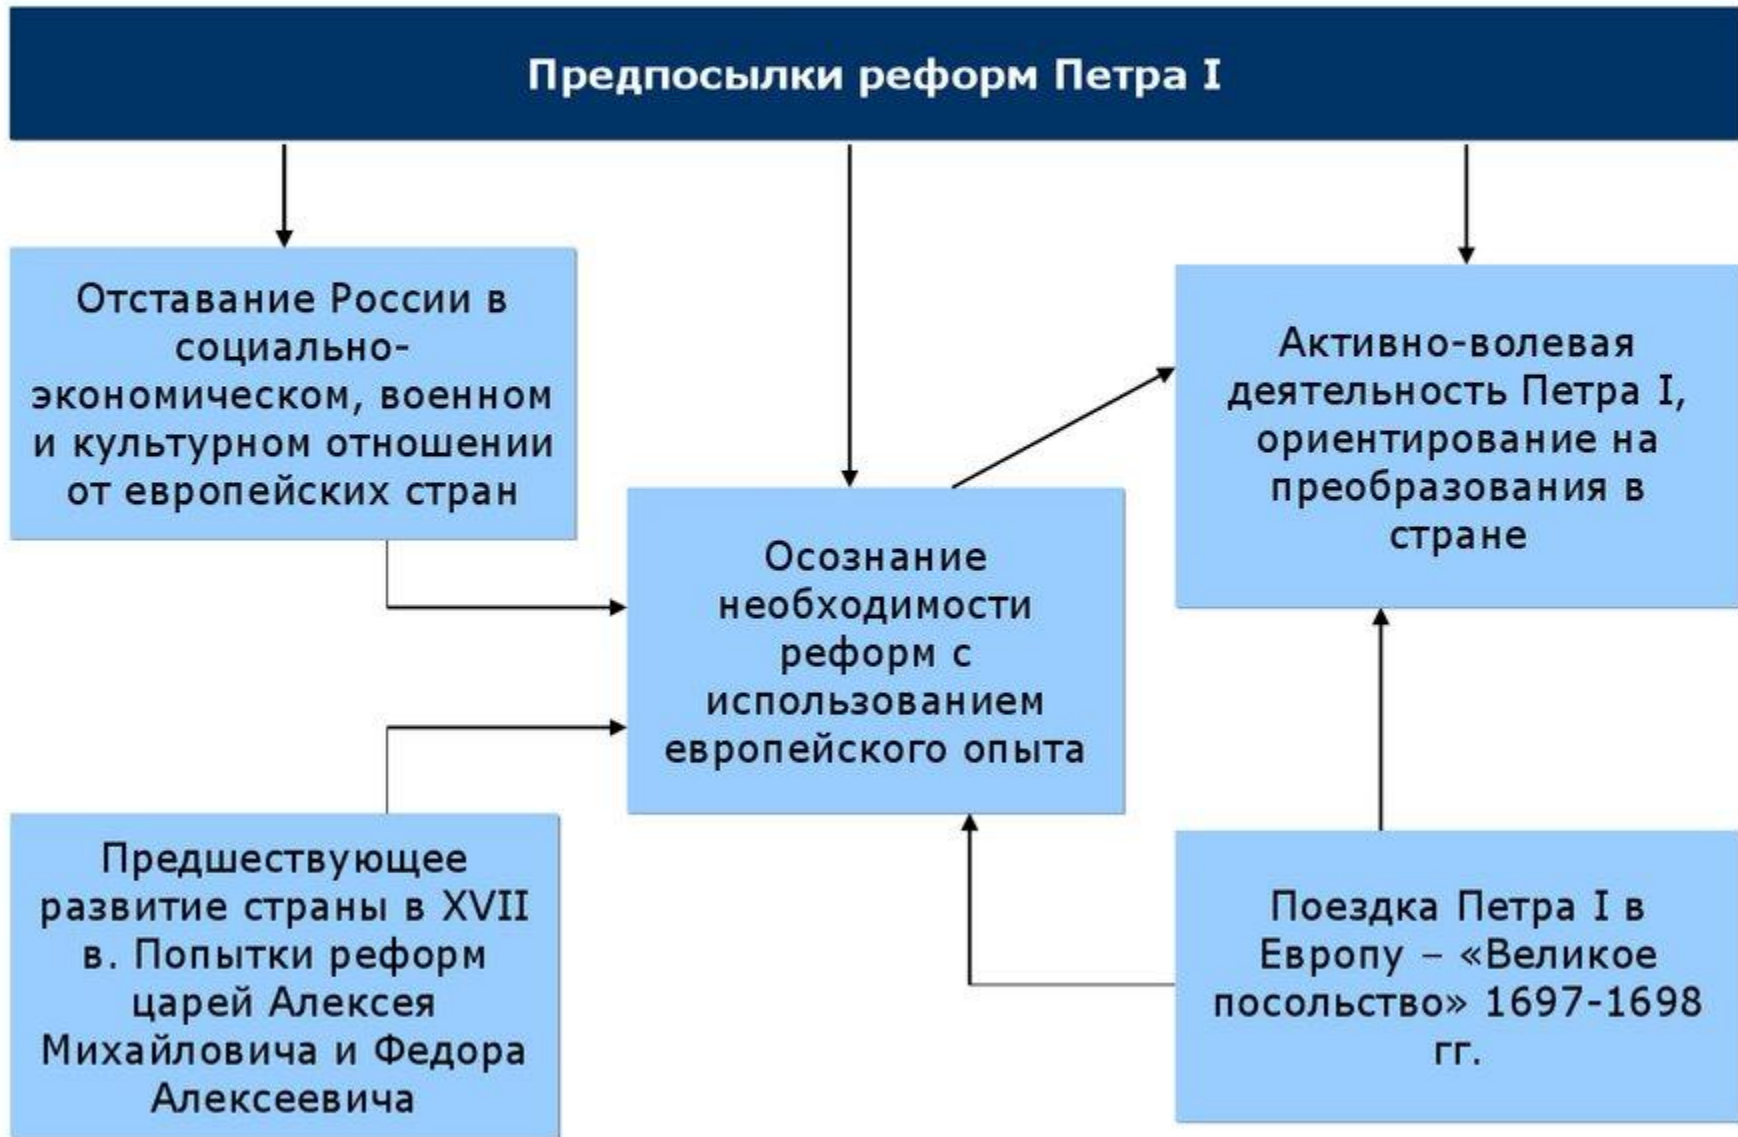 Предпосылки реформ Петра I
Отставание России в
социально-
экономическом, военном
и культурном отношении
от европейских стран
Активно-волевая
деятельность Петра I,
ориентирование на
преобразования в
стране
Осознание
необходимости
реформ с
использованием
европейского опыта
Предшествующее
развитие страны в XVII
в. Попытки реформ
царей Алексея
Михайловича и Федора
Алексеевича
Поездка Петра I в
Европу – «Великое
посольство» 1697-1698
гг.